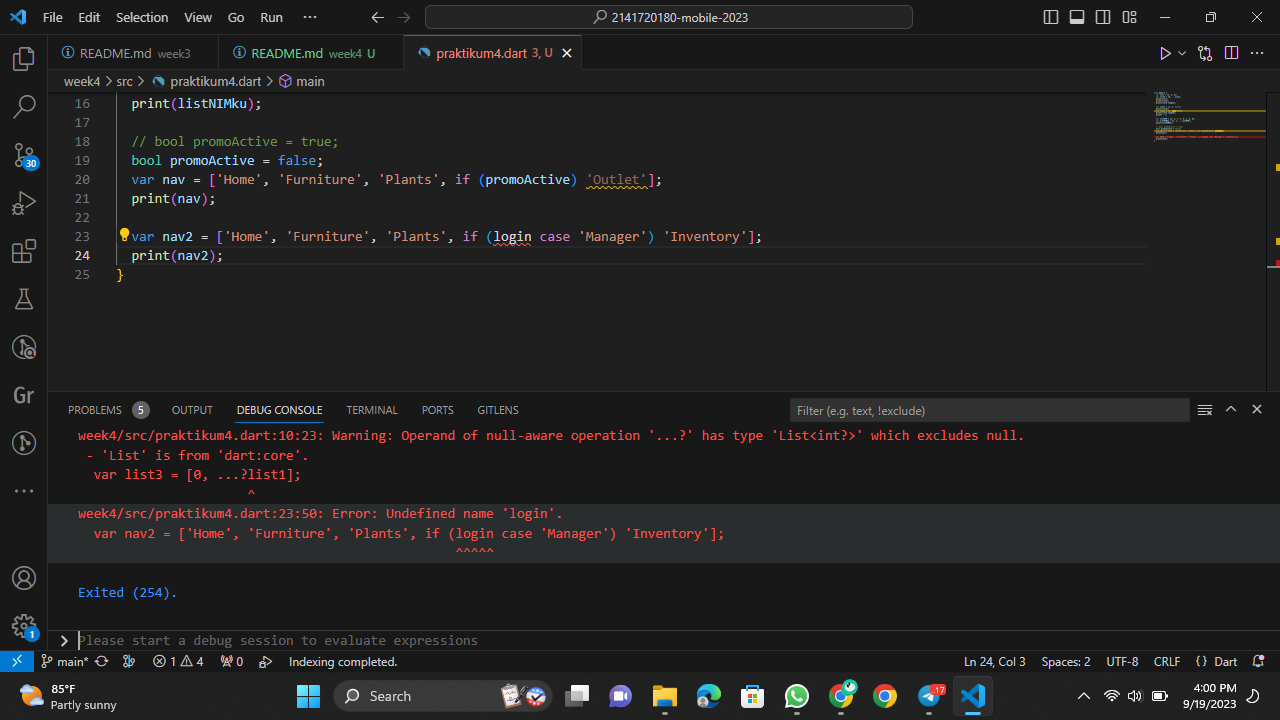 File Edit Selection View Go Run ··· 2141720180-mobile-2023
README.md week3 README.md week4 U praktikum4.dart 3, U
week4 > src > praktikum4.dart > main
16 print(listNIMku);
17
18 // bool promoActive = true;
19 bool promoActive = false;
20 var nav = ['Home', 'Furniture', 'Plants', if (promoActive) 'Outlet'];
21 print(nav);
22
23 var nav2 = ['Home', 'Furniture', 'Plants', if (login case 'Manager') 'Inventory'];
24 print(nav2);
25 }
30
Gr
1
PROBLEMS 5 OUTPUT DEBUG CONSOLE TERMINAL PORTS GITLENS Filter (e.g. text, !exclude)
week4/src/praktikum4.dart:10:23: Warning: Operand of null-aware operation '...?' has type 'List<int?>' which excludes null.
- 'List' is from 'dart:core'.
var list3 = [0, ...?list1];
^
week4/src/praktikum4.dart:23:50: Error: Undefined name 'login'.
var nav2 = ['Home', 'Furniture', 'Plants', if (login case 'Manager') 'Inventory'];
^^^^^
Exited (254).
Please start a debug session to evaluate expressions
main* 1 4 0 Indexing completed. Ln 24, Col 3 Spaces: 2 UTF-8 CRLF {} Dart
85°F
Partly sunny
Search
..17
4:00 PM
9/19/2023